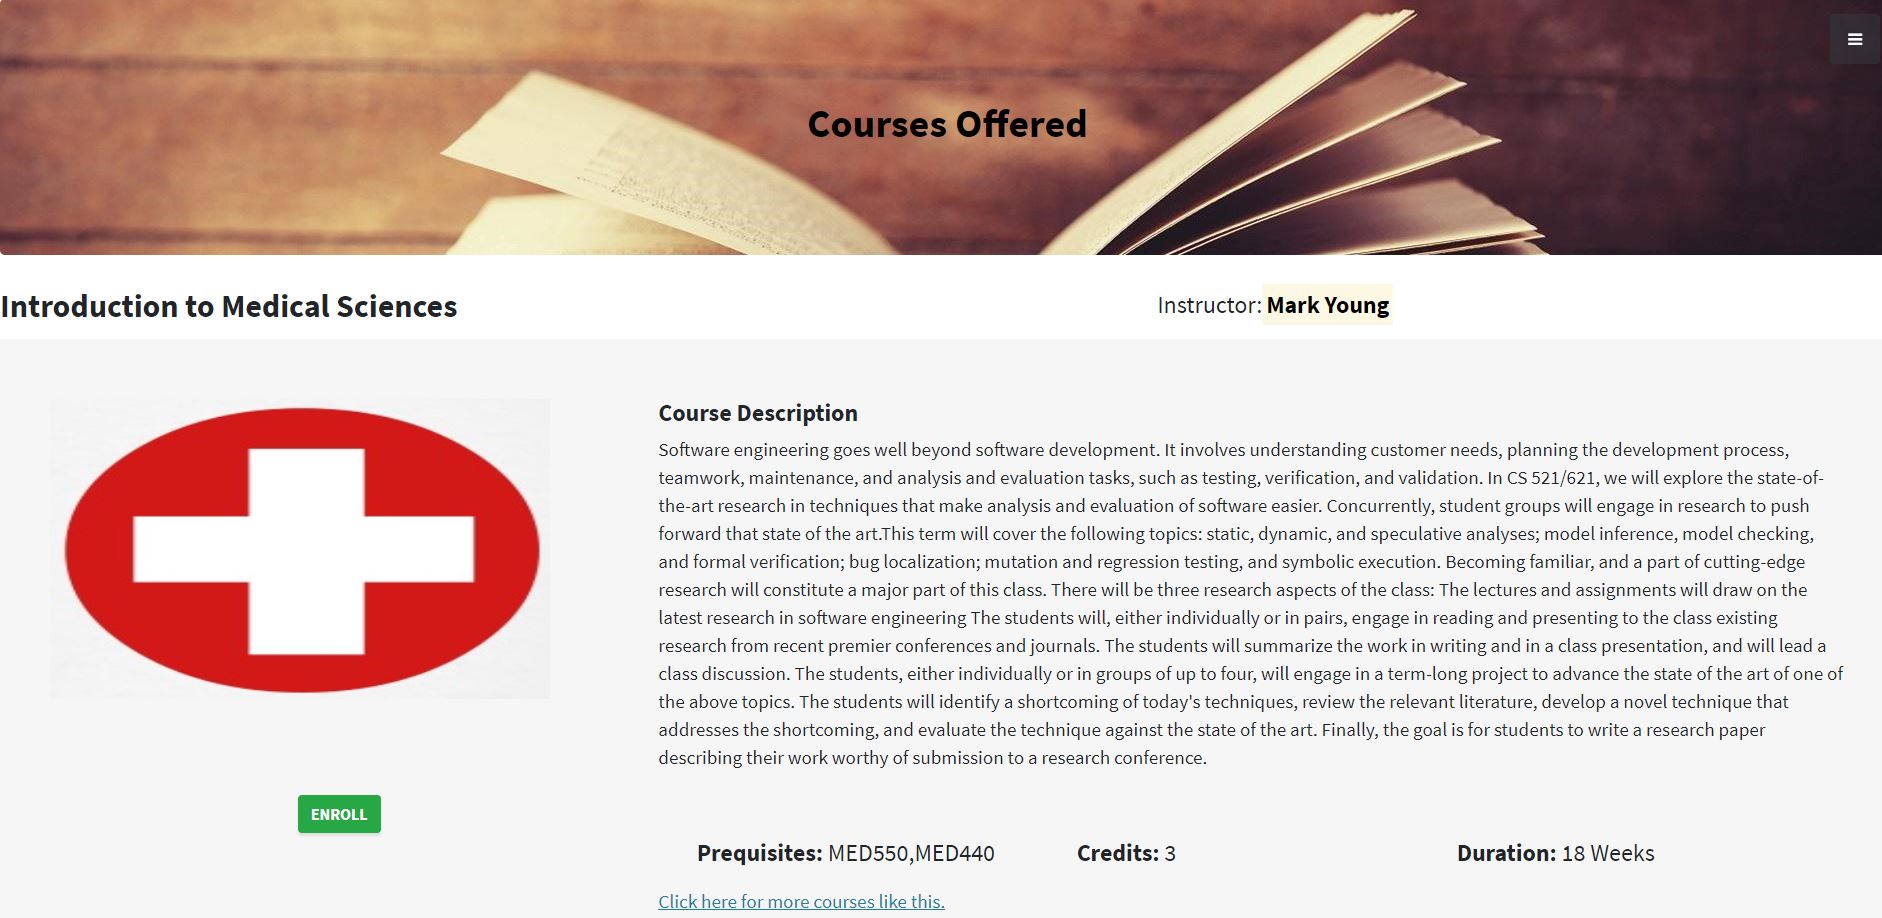 Courses Offered
Introduction to Medical Sciences
Instructor: Mark Young
Course Description
Software engineering goes well beyond software development. It involves understanding customer needs, planning the development process,
teamwork, maintenance, and analysis and evaluation tasks, such as testing, verification, and validation. In CS 521/621, we will explore the state-of-
the-art research in techniques that make analysis and evaluation of software easier. Concurrently, student groups will engage in research to push
forward that state of the art.This term will cover the following topics: static, dynamic, and speculative analyses; model inference, model checking,
and formal verification; bug localization; mutation and regression testing, and symbolic execution. Becoming familiar, and a part of cutting-edge
research will constitute a major part of this class. There will be three research aspects of the class: The lectures and assignments will draw on the
latest research in software engineering The students will, either individually or in pairs, engage in reading and presenting to the class existing
research from recent premier conferences and journals. The students will summarize the work in writing and in a class presentation, and will lead a
class discussion. The students, either individually or in groups of up to four, will engage in a term-long project to advance the state of the art of one of
the above topics. The students will identify a shortcoming of today's techniques, review the relevant literature, develop a novel technique that
addresses the shortcoming, and evaluate the technique against the state of the art. Finally, the goal is for students to write a research paper
describing their work worthy of submission to a research conference.
ENROLL
Prequisites: MED550,MED440
Credits: 3
Duration: 18 Weeks
Click here for more courses like this.